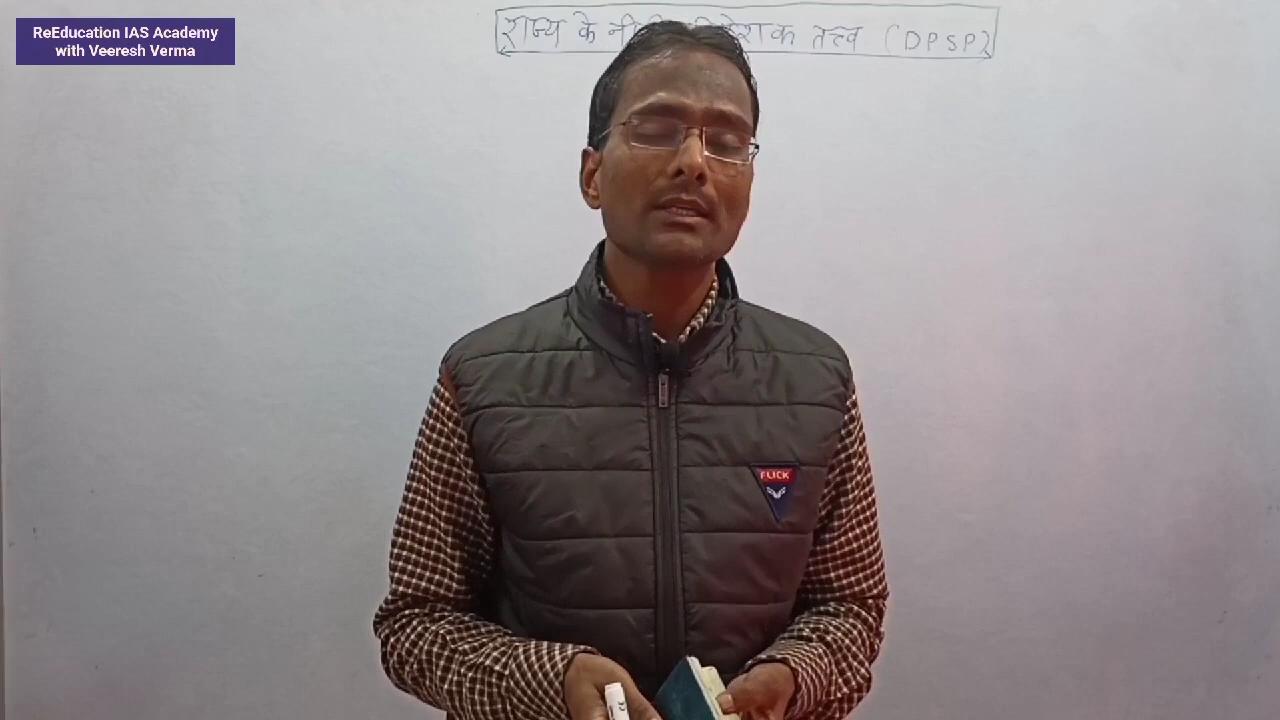 ReEducation IAS Academy
with Veeresh Verma
राज्य के तत्त्व (DPSP)
FLICK